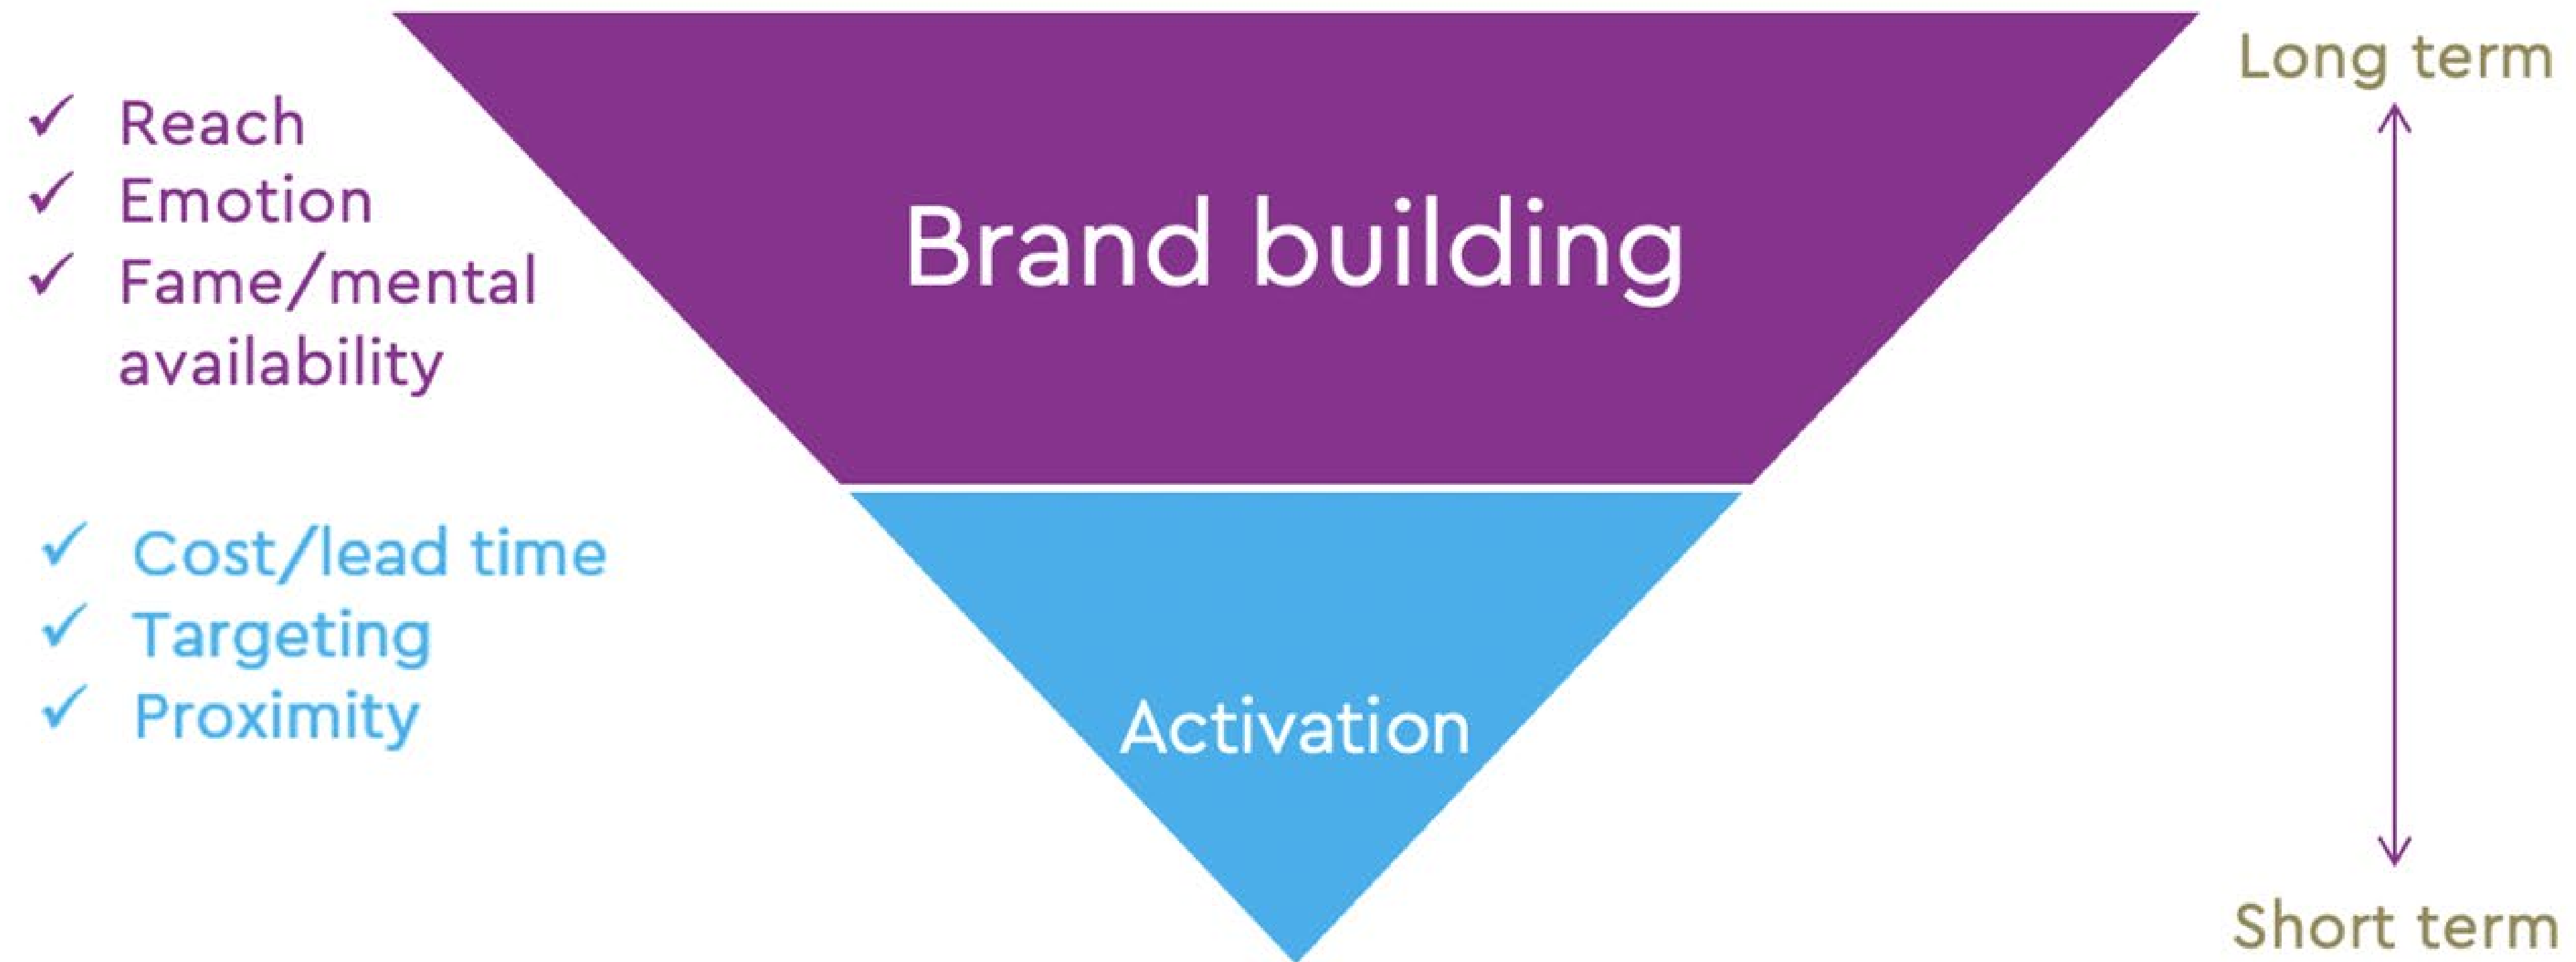 Long term
✓ Reach
✓ Emotion
✓ Fame/mental
availability
Brand building
✓ Cost/lead time
✓ Targeting
✓ Proximity
Activation
Short term